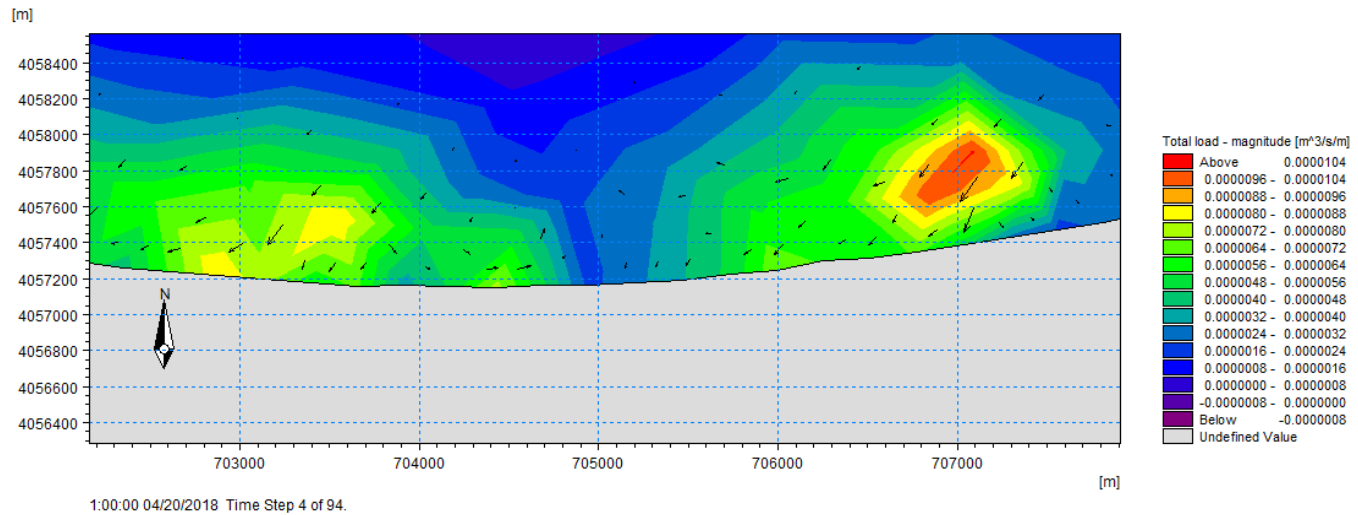 [m]
4058400
4058200
4058000
4057800
4057600
4057400
4057200
4057000
4056800
4056600
4056400
N
703000
704000
705000
706000
707000
[m]
1:00:00 04/20/2018 Time Step 4 of 94.
Total load - magnitude [m^3/s/m]
Above 0.0000104
0.0000096 - 0.0000104
0.0000088 - 0.0000096
0.0000080 - 0.0000088
0.0000072 - 0.0000080
0.0000064 - 0.0000072
0.0000056 - 0.0000064
0.0000048 - 0.0000056
0.0000040 - 0.0000048
0.0000032 - 0.0000040
0.0000024 - 0.0000032
0.0000016 - 0.0000024
0.0000008 - 0.0000016
0.0000000 - 0.0000008
-0.0000008 - 0.0000000
Below -0.0000008
Undefined Value